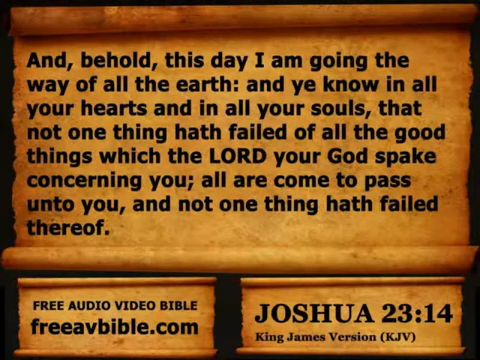 And, behold, this day I am going the
way of all the earth: and ye know in all
your hearts and in all your souls, that
not one thing hath failed of all the good
things which the LORD your God spake
concerning you; all are come to pass
unto you, and not one thing hath failed
thereof.
FREE AUDIO VIDEO BIBLE
freeavbible.com
JOSHUA 23:14
King James Version (KJV)